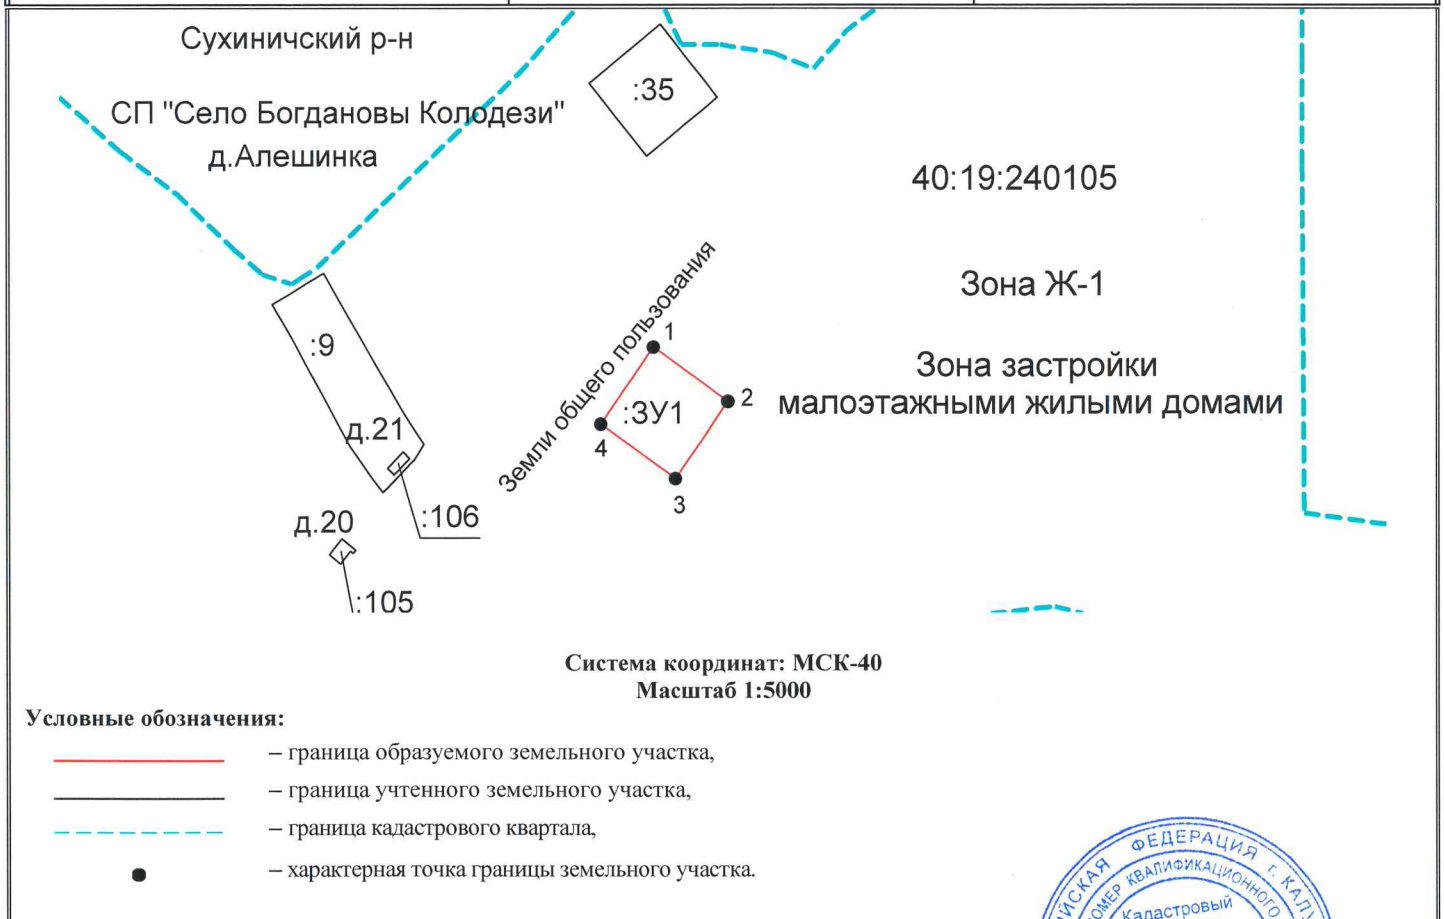 Сухиничский р-н
СП "Село Богдановы Колодези"
д.Алешинка
:35
40:19:240105
Зона Ж-1
Зона застройки
малоэтажными жилыми домами
Земли общего пользования
1
2
:ЗУ1
4
3
:9
д.21
:106
д.20
:105
Система координат: МСК-40
Масштаб 1:5000
Условные обозначения:
– граница образуемого земельного участка,
– граница учтенного земельного участка,
– граница кадастрового квартала,
– характерная точка границы земельного участка.
ФЕДЕРАЦИЯ г.
КВАЛИФИКАЦИОННОГО
Кадастровый